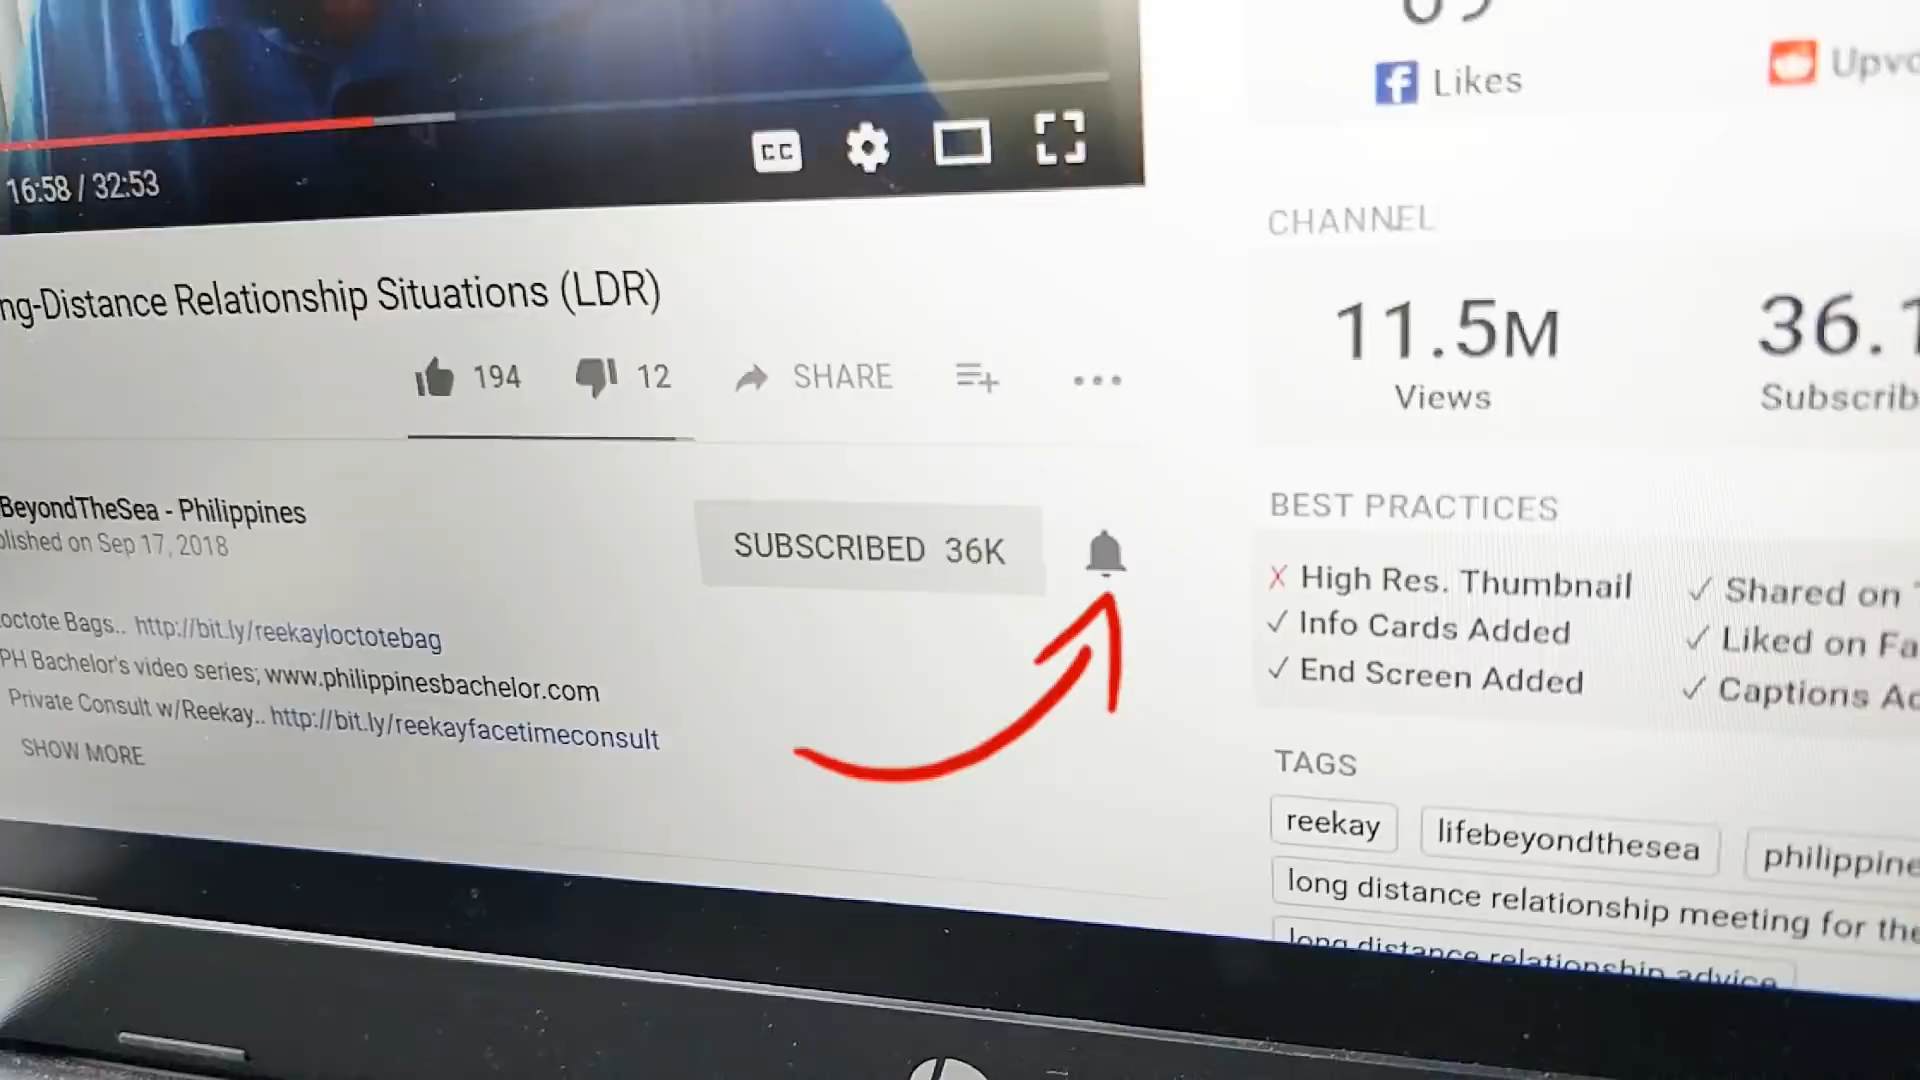 Likes
CC
16:58 / 32:53
CHANNEL
ng-Distance Relationship Situations (LDR)
11.5M
36.1
Views
Subscrib
194 12 SHARE
BeyondTheSea - Philippines
blished on Sep 17, 2018
SUBSCRIBED 36K
BEST PRACTICES
X High Res. Thumbnail ✓ Shared on
✓ Info Cards Added ✓ Liked on Fa
✓ End Screen Added ✓ Captions Ad
octote Bags.. http://bit.ly/reekayloctotebag
PH Bachelor's video series; www.philippinesbachelor.com
Private Consult w/Reekay.. http://bit.ly/reekayfacetimeconsult
SHOW MORE
TAGS
reekay lifebeyondthesea philippine
long distance relationship meeting for the
long distance relationship advice